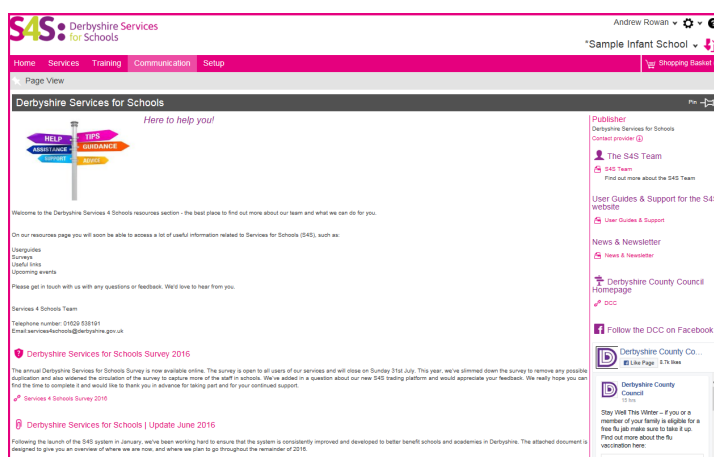 S4S: Derbyshire Services
for Schools
Andrew Rowan
*Sample Infant School
Home Services Training Communication Setup
Shopping Basket
Page View
Derbyshire Services for Schools
Pin
Here to help you!
HELP
TIPS
ASSISTANCE
GUIDANCE
SUPPORT
ADVICE
Welcome to the Derbyshire Services 4 Schools resources section - the best place to find out more about our team and what we can do for you.
On our resources page you will soon be able to access a lot of useful information related to Services for Schools (S4S), such as:
Userguides
Surveys
Useful links
Upcoming events
Please get in touch with us with any questions or feedback. We'd love to hear from you.
Services 4 Schools Team
Telephone number: 01629 538191
Email:services4schools@derbyshire.gov.uk
Derbyshire Services for Schools Survey 2016
The annual Derbyshire Services for Schools Survey is now available online. The survey is open to all users of our services and will close on Sunday 31st July. This year, we've slimmed down the survey to remove any possible
duplication and also widened the circulation of the survey to capture more of the staff in schools. We've added in a question about our new S4S trading platform and would appreciate your feedback. We really hope you can
find the time to complete it and would like to thank you in advance for taking part and for your continued support.
Services 4 Schools Survey 2016
Derbyshire Services for Schools | Update June 2016
Following the launch of the S4S system in January, we've been working hard to ensure that the system is consistently improved and developed to better benefit schools and academies in Derbyshire. The attached document is
designed to give you an overview of where we are now, and where we plan to go throughout the remainder of 2016.
Publisher
Derbyshire Services for Schools
Contact provider
The S4S Team
S4S Team
Find out more about the S4S Team
User Guides & Support for the S4S
website
User Guides & Support
News & Newsletter
News & Newsletter
Derbyshire County Council
Homepage
DCC
Follow the DCC on Facebook
Derbyshire County Co...
Like Page 8.7k likes
Derbyshire County
Council
15 hrs
Stay Well This Winter – if you or a
member of your family is eligible for a
free flu jab make sure to take it up.
Find out more about the flu
vaccination here: